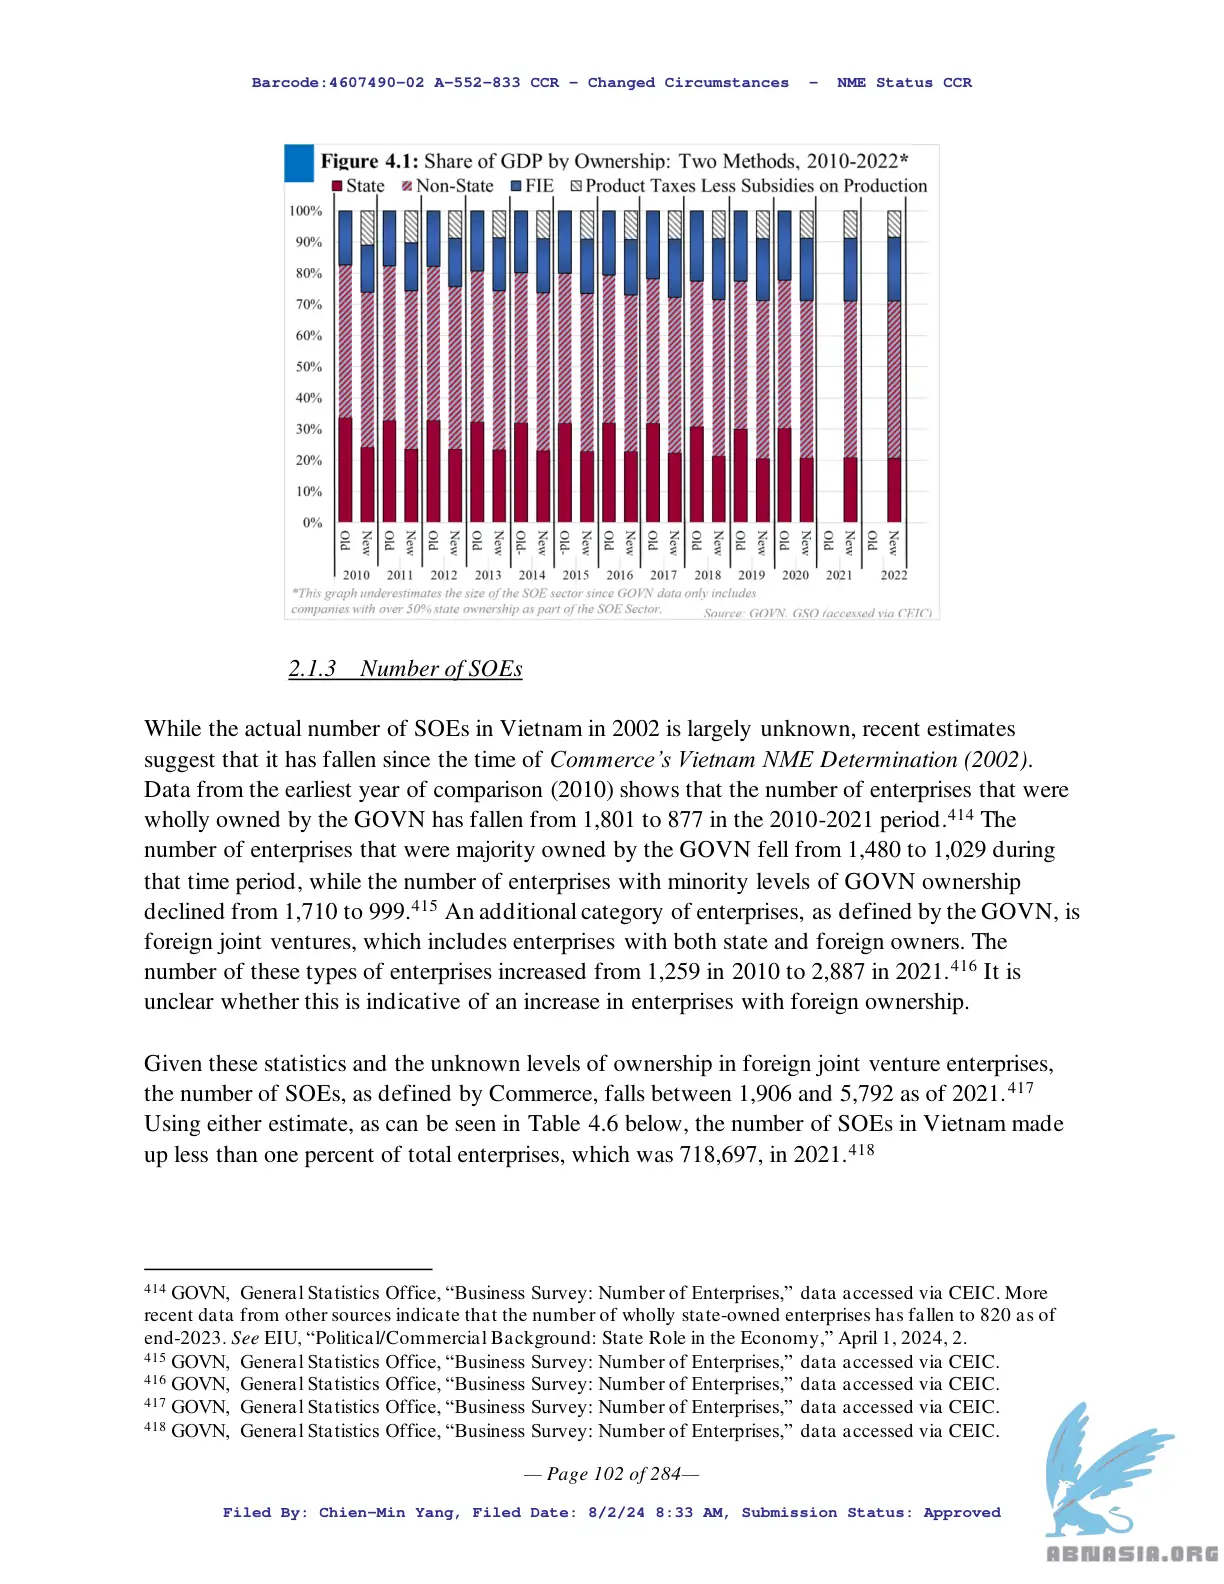 Barcode:4607490-02 A-552-833 CCR - Changed Circumstances - NME Status CCR
Figure 4.1: Share of GDP by Ownership: Two Methods, 2010-2022*
State Non-State FIE Product Taxes Less Subsidies on Production
100%
90%
80%
70%
60%
50%
40%
30%
20%
10%
0%
Old New Old New Old New Old New Old- New Old- New Old New Old New Old New Old New Old New Old New Old New
2010 2011 2012 2013 2014 2015 2016 2017 2018 2019 2020 2021 2022
*This graph underestimates the size of the SOE sector since GOVN data only includes
companies with over 50% state ownership as part of the SOE Sector. Source: GOVN, GSO (accessed via CEIC)
2.1.3 Number of SOEs
While the actual number of SOEs in Vietnam in 2002 is largely unknown, recent estimates
suggest that it has fallen since the time of Commerce’s Vietnam NME Determination (2002).
Data from the earliest year of comparison (2010) shows that the number of enterprises that were
wholly owned by the GOVN has fallen from 1,801 to 877 in the 2010-2021 period.414 The
number of enterprises that were majority owned by the GOVN fell from 1,480 to 1,029 during
that time period, while the number of enterprises with minority levels of GOVN ownership
declined from 1,710 to 999.415 An additional category of enterprises, as defined by the GOVN, is
foreign joint ventures, which includes enterprises with both state and foreign owners. The
number of these types of enterprises increased from 1,259 in 2010 to 2,887 in 2021.416 It is
unclear whether this is indicative of an increase in enterprises with foreign ownership.
Given these statistics and the unknown levels of ownership in foreign joint venture enterprises,
the number of SOEs, as defined by Commerce, falls between 1,906 and 5,792 as of 2021.417
Using either estimate, as can be seen in Table 4.6 below, the number of SOEs in Vietnam made
up less than one percent of total enterprises, which was 718,697, in 2021.418
414 GOVN, General Statistics Office, “Business Survey: Number of Enterprises,” data accessed via CEIC. More
recent data from other sources indicate that the number of wholly state-owned enterprises has fallen to 820 as of
end-2023. See EIU, “Political/Commercial Background: State Role in the Economy,” April 1, 2024, 2.
415 GOVN, General Statistics Office, “Business Survey: Number of Enterprises,” data accessed via CEIC.
416 GOVN, General Statistics Office, “Business Survey: Number of Enterprises,” data accessed via CEIC.
417 GOVN, General Statistics Office, “Business Survey: Number of Enterprises,” data accessed via CEIC.
418 GOVN, General Statistics Office, “Business Survey: Number of Enterprises,” data accessed via CEIC.
— Page 102 of 284—
Filed By: Chien-Min Yang, Filed Date: 8/2/24 8:33 AM, Submission Status: Approved
ABNASIA.ORG